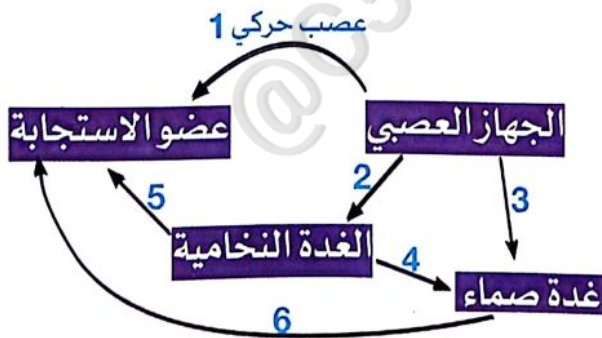 عصب حركي 1
الجهاز العصبي
عضو الاستجابة
2
3
5
الغدة النخامية
4
غدة صماء
6